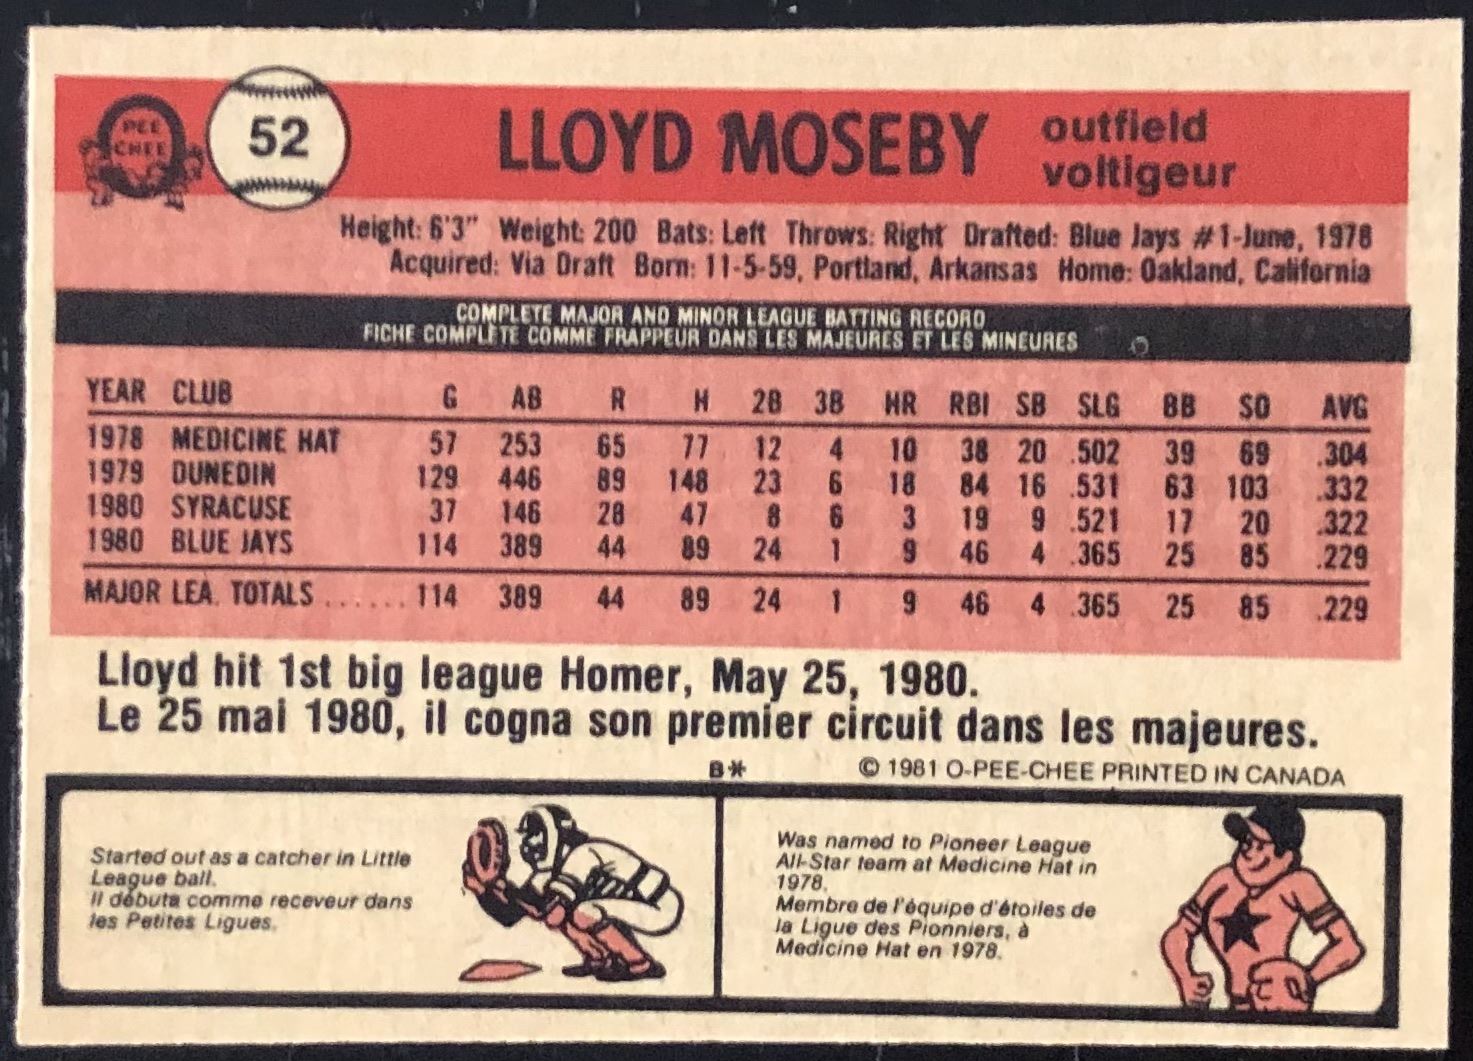 PEE
CHEE
52
LLOYD MOSEBY
outfield
voltigeur
Height: 6'3" Weight: 200 Bats: Left Throws: Right Drafted: Blue Jays #1-June, 1978
Acquired: Via Draft Born: 11-5-59, Portland, Arkansas Home: Oakland, California
COMPLETE MAJOR AND MINOR LEAGUE BATTING RECORD
FICHE COMPLÈTE COMME FRAPPEUR DANS LES MAJEURES ET LES MINEURES
YEAR CLUB G AB R H 2B 3B HR RBI SB SLG BB SO AVG
1978 MEDICINE HAT 57 253 65 77 12 4 10 38 20 .502 39 69 .304
1979 DUNEDIN 129 446 89 148 23 6 18 84 16 .531 63 103 .332
1980 SYRACUSE 37 146 28 47 8 6 3 19 9 .521 17 20 .322
1980 BLUE JAYS 114 389 44 89 24 1 9 46 4 .365 25 85 .229
MAJOR LEA. TOTALS ...... 114 389 44 89 24 1 9 46 4 .365 25 85 .229
Lloyd hit 1st big league Homer, May 25, 1980.
Le 25 mai 1980, il cogna son premier circuit dans les majeures.
B* © 1981 O-PEE-CHEE PRINTED IN CANADA
Started out as a catcher in Little
League ball.
Il débuta comme receveur dans
les Petites Ligues.
Was named to Pioneer League
All-Star team at Medicine Hat in
1978.
Membre de l'équipe d'étoiles de
la Ligue des Pionniers, à
Medicine Hat en 1978.